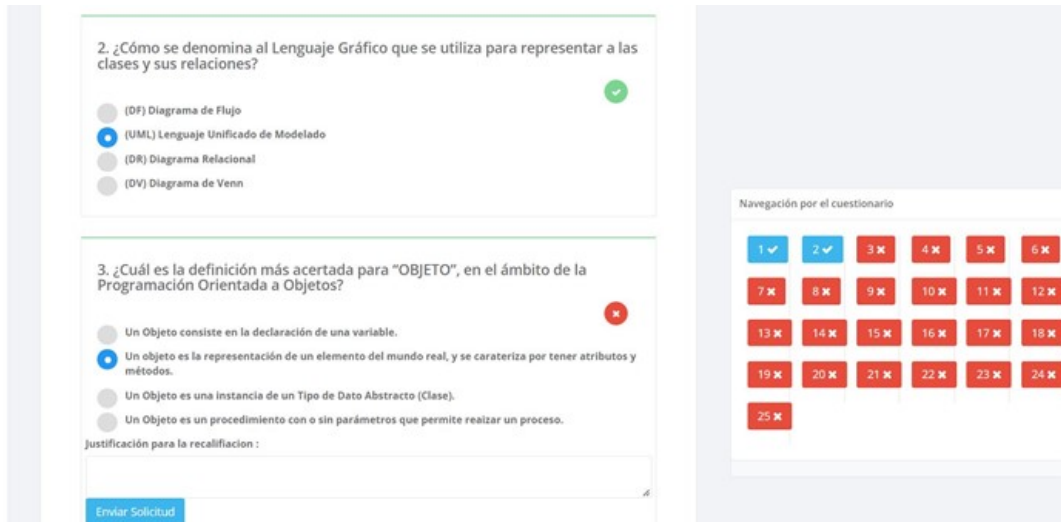 2. ¿Cómo se denomina al Lenguaje Gráfico que se utiliza para representar a las
clases y sus relaciones?
(DF) Diagrama de Flujo
(UML) Lenguaje Unificado de Modelado
(DR) Diagrama Relacional
(DV) Diagrama de Venn
3. ¿Cuál es la definición más acertada para “OBJETO”, en el ámbito de la
Programación Orientada a Objetos?
Un Objeto consiste en la declaración de una variable.
Un objeto es la representación de un elemento del mundo real, y se carateriza por tener atributos y
métodos.
Un Objeto es una instancia de un Tipo de Dato Abstracto (Clase).
Un Objeto es un procedimiento con o sin parámetros que permite reaizar un proceso.
Justificación para la recalifiacion :
Enviar Solicitud
Navegación por el cuestionario
1 2 3 4 5 6
7 8 9 10 11 12
13 14 15 16 17 18
19 20 21 22 23 24
25